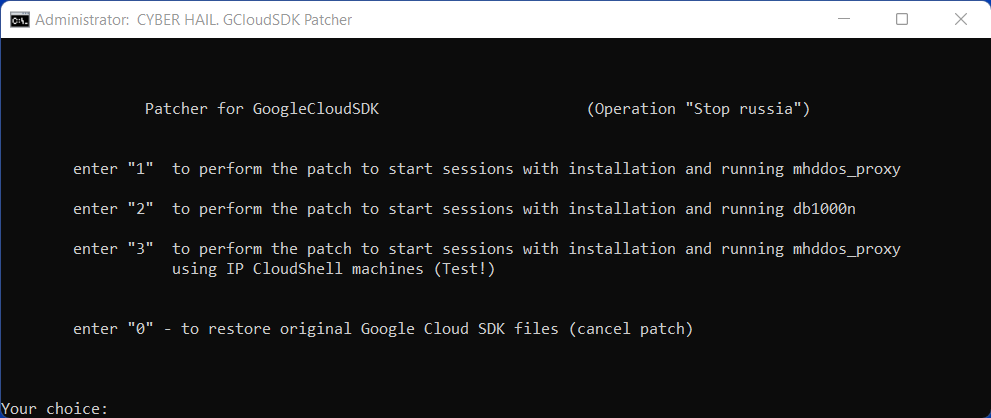 Administrator:  CYBER HAIL. GCloudSDK Patcher
Patcher for GoogleCloudSDK (Operation "Stop russia")
enter "1"  to perform the patch to start sessions with installation and running mhddos_proxy
enter "2"  to perform the patch to start sessions with installation and running db1000n
enter "3"  to perform the patch to start sessions with installation and running mhddos_proxy
using IP CloudShell machines (Test!)
enter "0" - to restore original Google Cloud SDK files (cancel patch)
Your choice: